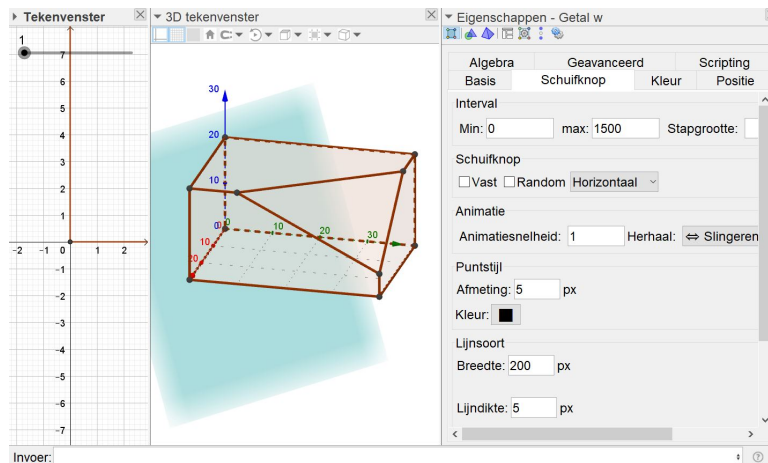 Tekenvenster
3D tekenvenster
Eigenschappen - Getal w
1
7
6
5
4
3
2
1
0
-2
-1
1
2
-1
-2
-3
-4
-5
-6
-7
30
20
10
0
0
10
20
30
10
20
Algebra Geavanceerd Scripting
Basis Schuifknop Kleur Positie
Interval
Min: 0 max: 1500 Stapgrootte:
Schuifknop
Vast Random Horizontaal
Animatie
Animatiesnelheid: 1 Herhaal: ⇔ Slingeren
Puntstijl
Afmeting: 5 px
Kleur:
Lijnsoort
Breedte: 200 px
Lijndikte: 5 px
Invoer: